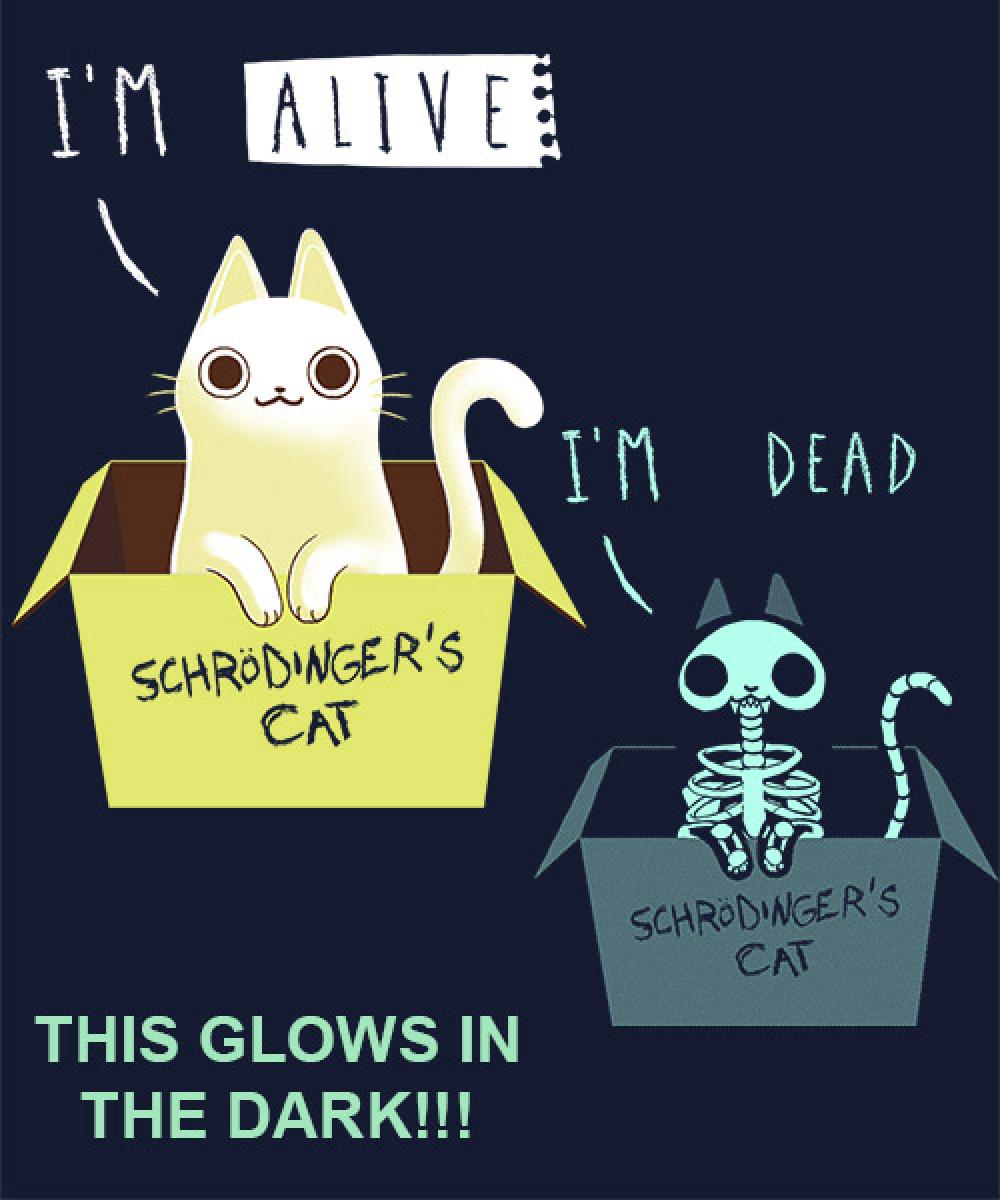 I'M ALIVE
I'M DEAD
SCHRÖDINGER'S
CAT
SCHRÖDINGER'S
CAT
THIS GLOWS IN
THE DARK!!!